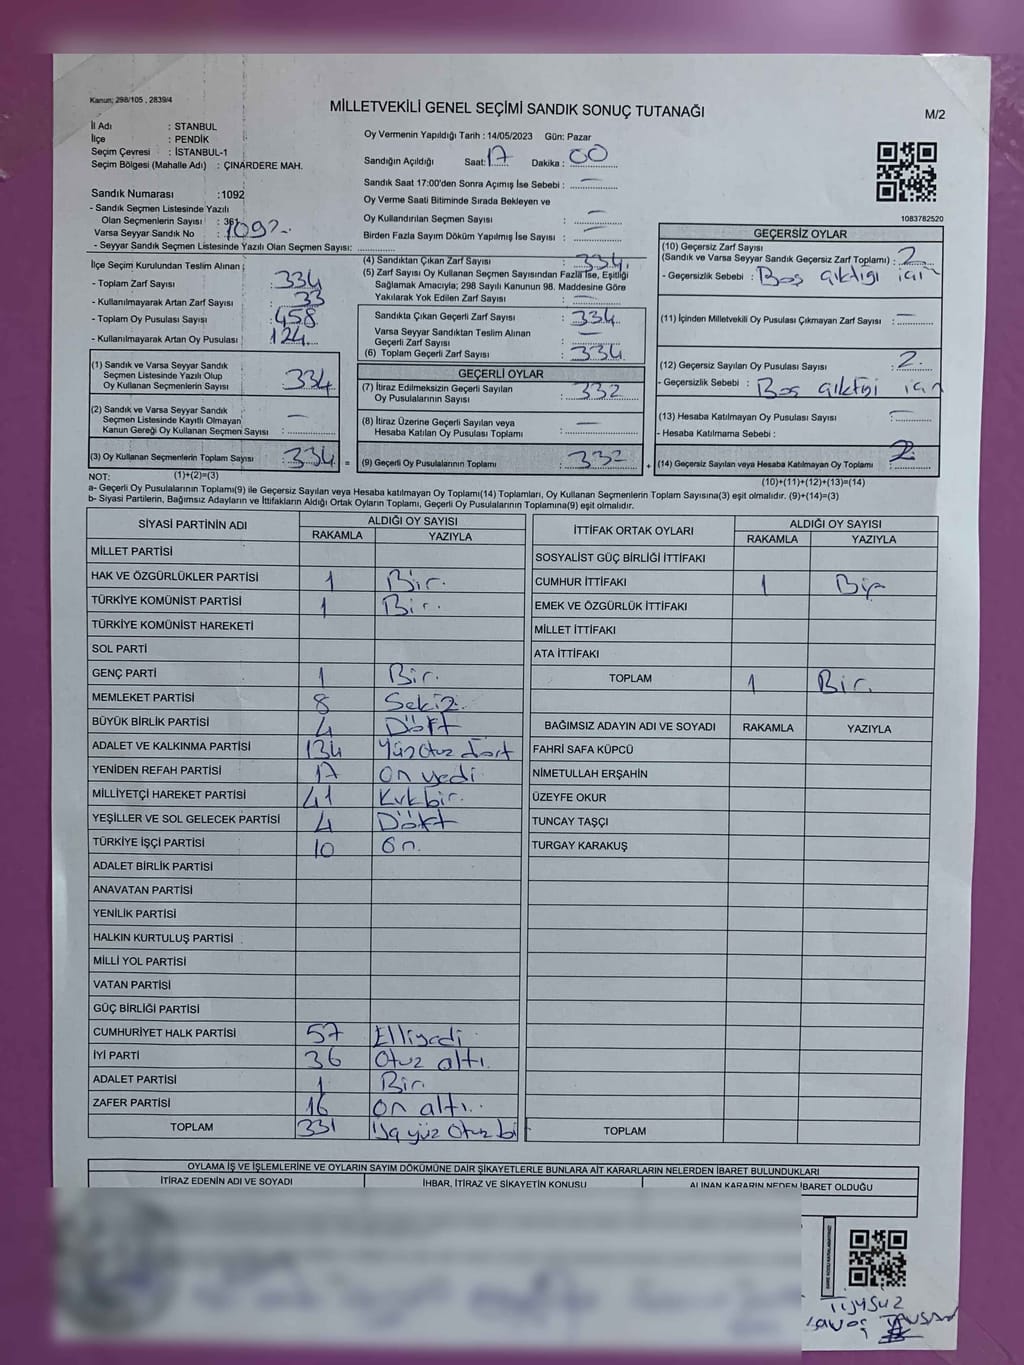 Kanun: 298/105 , 2839/4
MİLLETVEKİLİ GENEL SEÇİMİ SANDIK SONUÇ TUTANAĞI
M/2
İl Adı : STANBUL
İlçe : PENDİK
Seçim Çevresi : İSTANBUL-1
Seçim Bölgesi (Mahalle Adı) : ÇINARDERE MAH.
Oy Vermenin Yapıldığı Tarih : 14/05/2023 Gün: Pazar
Sandığın Açıldığı Saat: 17 Dakika : 00
Sandık Saat 17:00'den Sonra Açımış İse Sebebi : —
Oy Verme Saati Bitiminde Sırada Bekleyen ve
Oy Kullandırılan Seçmen Sayısı : —
Birden Fazla Sayım Döküm Yapılmış İse Sayısı : —
1083782520
Sandık Numarası :1092
- Sandık Seçmen Listesinde Yazılı
Olan Seçmenlerin Sayısı : 361
Varsa Seyyar Sandık No : 1092
- Seyyar Sandık Seçmen Listesinde Yazılı Olan Seçmen Sayısı:
İlçe Seçim Kurulundan Teslim Alınan ;
- Toplam Zarf Sayısı : 334
- Kullanılmayarak Artan Zarf Sayısı : 33
- Toplam Oy Pusulası Sayısı : 458
- Kullanılmayarak Artan Oy Pusulası : 124
(1) Sandık ve Varsa Seyyar Sandık
Seçmen Listesinde Yazılı Olup
Oy Kullanan Seçmenlerin Sayısı : 334
(2) Sandık ve Varsa Seyyar Sandık
Seçmen Listesinde Kayıtlı Olmayan
Kanun Gereği Oy Kullanan Seçmen Sayısı : —
(3) Oy Kullanan Seçmenlerin Toplam Sayısı : 334 =
(4) Sandıktan Çıkan Zarf Sayısı : 334
(5) Zarf Sayısı Oy Kullanan Seçmen Sayısından Fazla İse, Eşitliği
Sağlamak Amacıyla; 298 Sayılı Kanunun 98. Maddesine Göre
Yakılarak Yok Edilen Zarf Sayısı : —
Sandıkta Çıkan Geçerli Zarf Sayısı : 334
Varsa Seyyar Sandıktan Teslim Alınan
Geçerli Zarf Sayısı : —
(6) Toplam Geçerli Zarf Sayısı : 334
GEÇERLİ OYLAR
(7) İtiraz Edilmeksizin Geçerli Sayılan
Oy Pusulalarının Sayısı : 332
(8) İtiraz Üzerine Geçerli Sayılan veya
Hesaba Katılan Oy Pusulası Toplamı : —
(9) Geçerli Oy Pusulalarının Toplamı : 332 +
GEÇERSİZ OYLAR
(10) Geçersiz Zarf Sayısı
(Sandık ve Varsa Seyyar Sandık Geçersiz Zarf Toplamı) : 2
- Geçersizlik Sebebi : Boş çıktığı için
(11) İçinden Milletvekili Oy Pusulası Çıkmayan Zarf Sayısı : —
(12) Geçersiz Sayılan Oy Pusulası Sayısı : 2
- Geçersizlik Sebebi : Boş çıktığı için
(13) Hesaba Katılmayan Oy Pusulası Sayısı : —
- Hesaba Katılmama Sebebi :
(14) Geçersiz Sayılan veya Hesaba Katılmayan Oy Toplamı : 2
NOT: (1)+(2)=(3)
(10)+(11)+(12)+(13)=(14)
a- Geçerli Oy Pusulalarının Toplamı(9) ile Geçersiz Sayılan veya Hesaba katılmayan Oy Toplamı(14) Toplamları, Oy Kullanan Seçmenlerin Toplam Sayısına(3) eşit olmalıdır. (9)+(14)=(3)
b- Siyasi Partilerin, Bağımsız Adayların ve İttifakların Aldığı Ortak Oyların Toplamı, Geçerli Oy Pusulalarının Toplamına(9) eşit olmalıdır.
SİYASİ PARTİNİN ADI ALDIĞI OY SAYISI
RAKAMLA YAZIYLA
MİLLET PARTİSİ
HAK VE ÖZGÜRLÜKLER PARTİSİ 1 Bir.
TÜRKİYE KOMÜNİST PARTİSİ 1 Bir.
TÜRKİYE KOMÜNİST HAREKETİ
SOL PARTİ
GENÇ PARTİ 1 Bir.
MEMLEKET PARTİSİ 8 Sekiz.
BÜYÜK BİRLİK PARTİSİ 4 Dört
ADALET VE KALKINMA PARTİSİ 134 Yüz Otuz dört
YENİDEN REFAH PARTİSİ 17 On yedi
MİLLİYETÇİ HAREKET PARTİSİ 41 Kırk bir.
YEŞİLLER VE SOL GELECEK PARTİSİ 4 Dört
TÜRKİYE İŞÇİ PARTİSİ 10 On.
ADALET BİRLİK PARTİSİ
ANAVATAN PARTİSİ
YENİLİK PARTİSİ
HALKIN KURTULUŞ PARTİSİ
MİLLİ YOL PARTİSİ
VATAN PARTİSİ
GÜÇ BİRLİĞİ PARTİSİ
CUMHURİYET HALK PARTİSİ 57 Elliyedi
İYİ PARTİ 36 Otuz altı
ADALET PARTİSİ 1 Bir
ZAFER PARTİSİ 16 on altı.
TOPLAM 331 Üç yüz Otuz bi
İTTİFAK ORTAK OYLARI ALDIĞI OY SAYISI
RAKAMLA YAZIYLA
SOSYALİST GÜÇ BİRLİĞİ İTTİFAKI
CUMHUR İTTİFAKI 1 Bir
EMEK VE ÖZGÜRLÜK İTTİFAKI
MİLLET İTTİFAKI
ATA İTTİFAKI
TOPLAM 1 Bir.
BAĞIMSIZ ADAYIN ADI VE SOYADI RAKAMLA YAZIYLA
FAHRİ SAFA KÜPCÜ
NİMETULLAH ERŞAHİN
ÜZEYFE OKUR
TUNCAY TAŞÇI
TURGAY KARAKUŞ
TOPLAM
OYLAMA İŞ VE İŞLEMLERİNE VE OYLARIN SAYIM DÖKÜMÜNE DAİR ŞİKAYETLERLE BUNLARA AİT KARARLARIN NELERDEN İBARET BULUNDUKLARI
İTİRAZ EDENİN ADI VE SOYADI İHBAR, İTİRAZ VE ŞİKAYETİN KONUSU ALINAN KARARIN NEDEN İBARET OLDUĞU